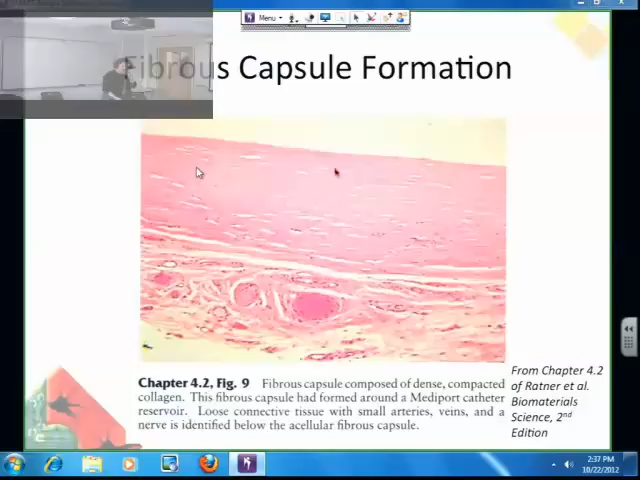 Menu
Fibrous Capsule Formation
Chapter 4.2, Fig. 9 Fibrous capsule composed of dense, compacted
collagen. This fibrous capsule had formed around a Mediport catheter
reservoir. Loose connective tissue with small arteries, veins, and a
nerve is identified below the acellular fibrous capsule.
From Chapter 4.2
of Ratner et al.
Biomaterials
Science, 2nd
Edition
2:37 PM
10/22/2012